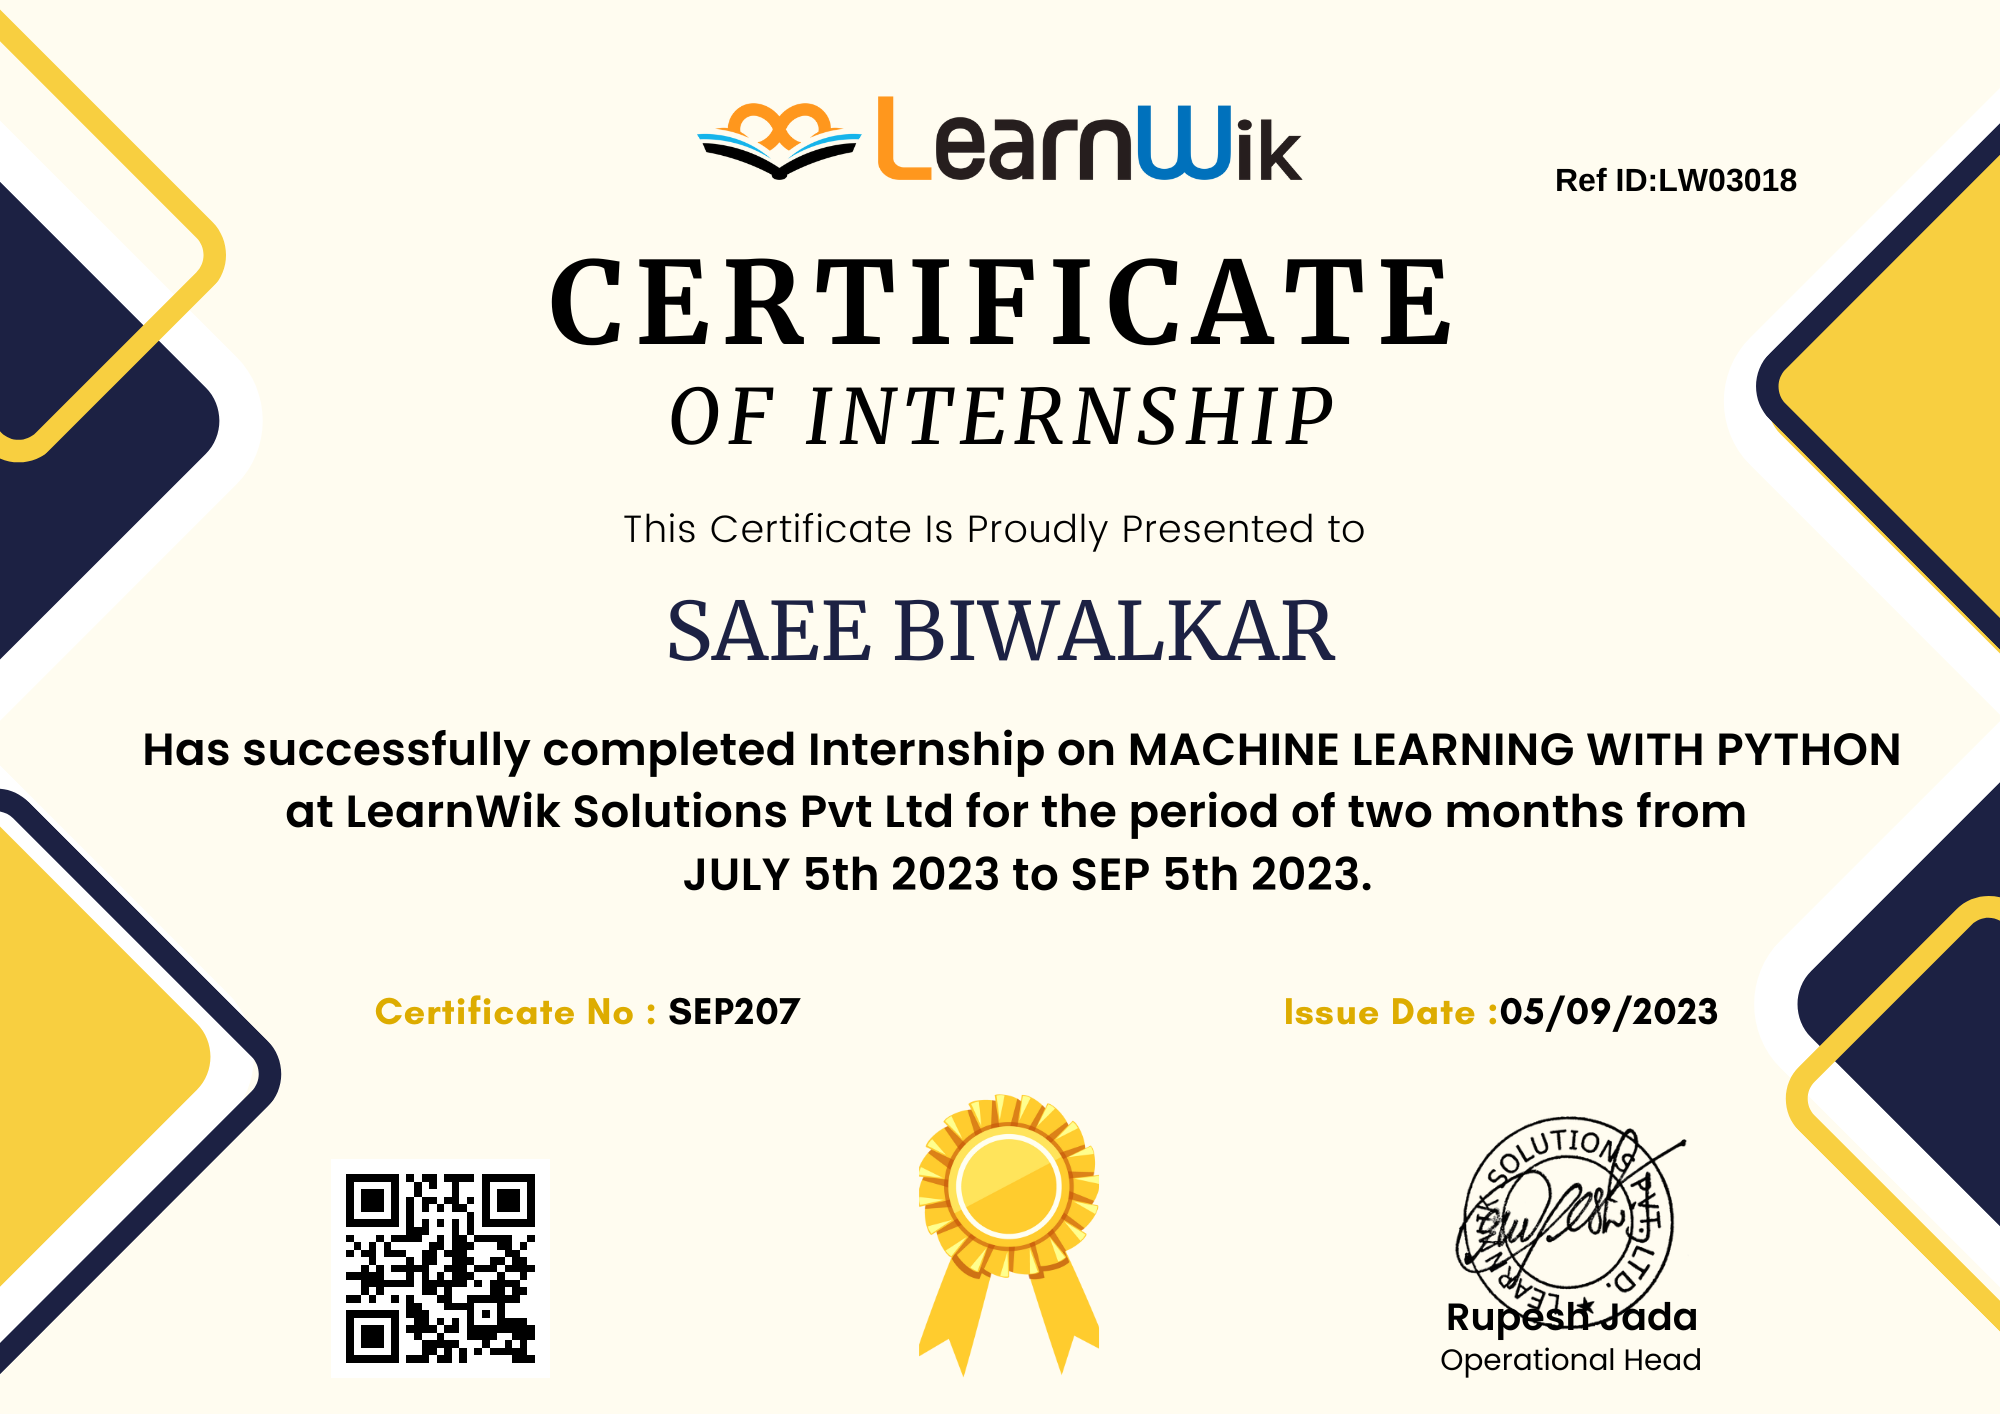 LearnWik
Ref ID:LW03018
CERTIFICATE
OF INTERNSHIP
This Certificate Is Proudly Presented to
SAEE BIWALKAR
Has successfully completed Internship on MACHINE LEARNING WITH PYTHON
at LearnWik Solutions Pvt Ltd for the period of two months from
JULY 5th 2023 to SEP 5th 2023.
Certificate No : SEP207
Issue Date :05/09/2023
LEARNWIK SOLUTIONS PVT. LTD. ★
Rupesh
Rupesh Jada
Operational Head